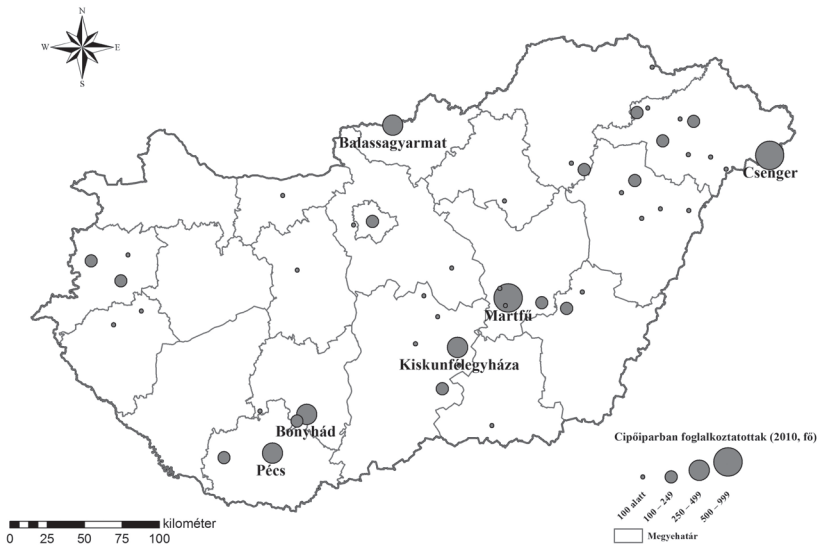 N
W E
S
Balassagyarmat
Csenger
Martfű
Kiskunfélegyháza
Bonyhád
Pécs
Cipőiparban foglalkoztatottak (2010, fő)
100 alatt
100 – 249
250 – 499
500 – 999
Megyehatár
kilométer
0 25 50 75 100